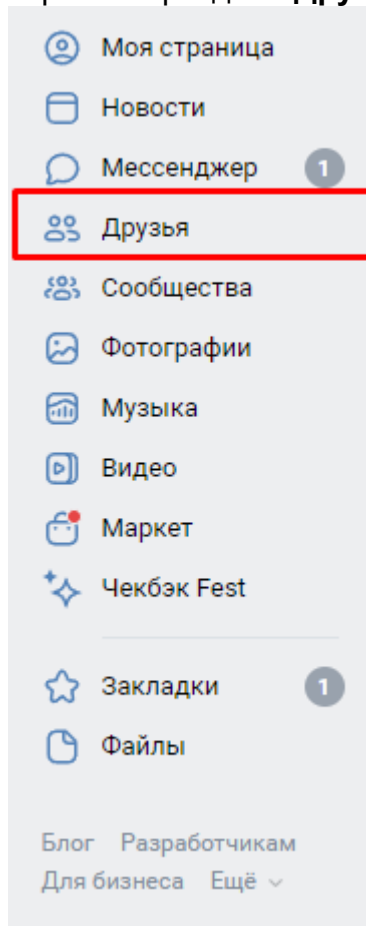 Моя страница
Новости
Мессенджер 1
Друзья
Сообщества
Фотографии
Музыка
Видео
Маркет
Чекбэк Fest
Закладки 1
Файлы
Блог Разработчикам
Для бизнеса Ещё